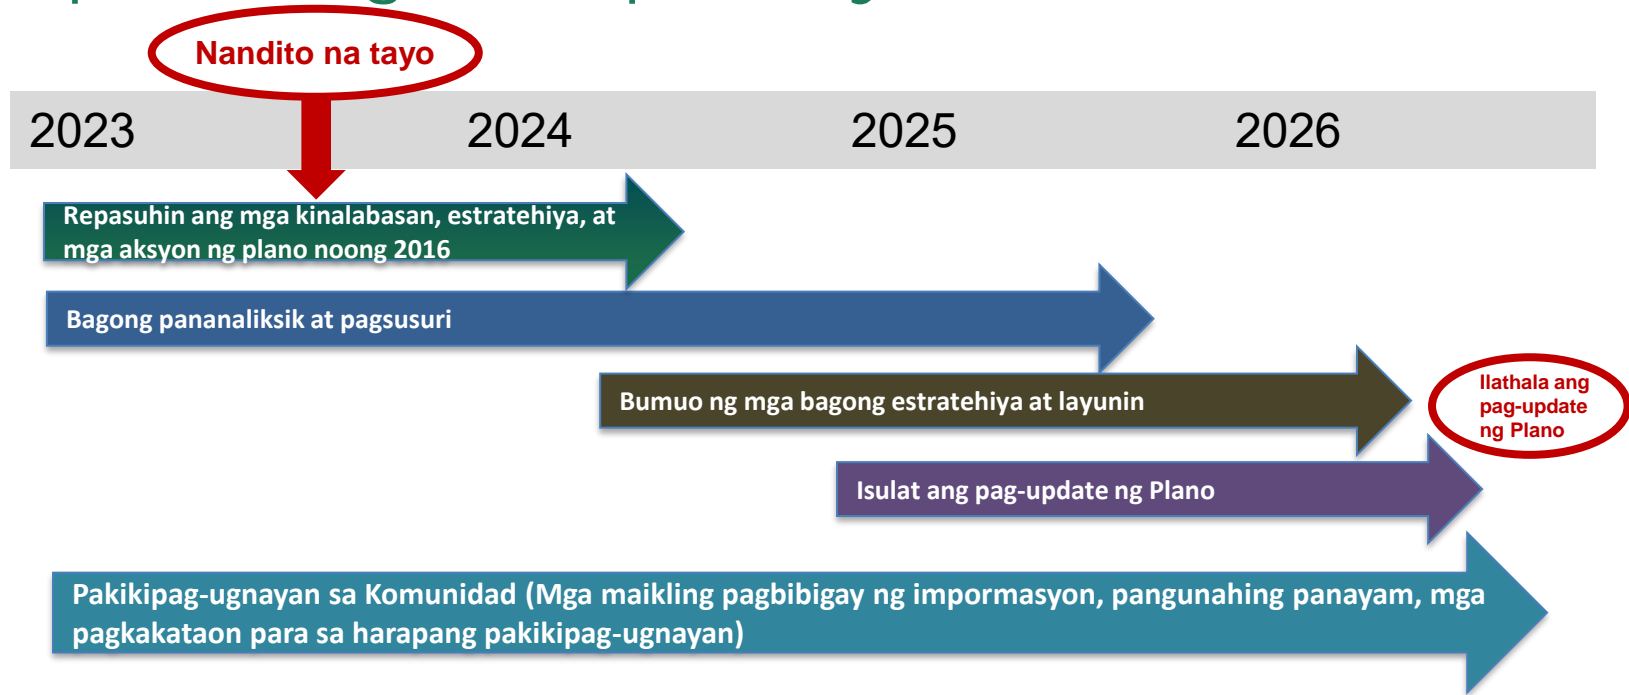 Nandito na tayo
2023 2024 2025 2026
Repasuhin ang mga kinalabasan, estratehiya, at
mga aksyon ng plano noong 2016
Bagong pananaliksik at pagsusuri
Bumuo ng mga bagong estratehiya at layunin
Ilathala ang
pag-update
ng Plano
Isulat ang pag-update ng Plano
Pakikipag-ugnayan sa Komunidad (Mga maikling pagbibigay ng impormasyon, pangunahing panayam, mga
pagkakataon para sa harapang pakikipag-ugnayan)